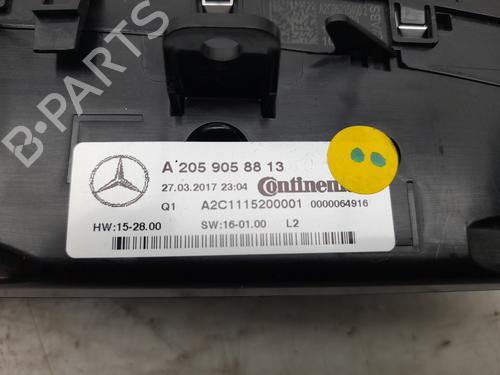 B-PARTS
A 205 905 88 13
27.03.2017 23:04
Q1 A2C1115200001 0000064916
HW:15-28.00 SW:16-01.00 L2